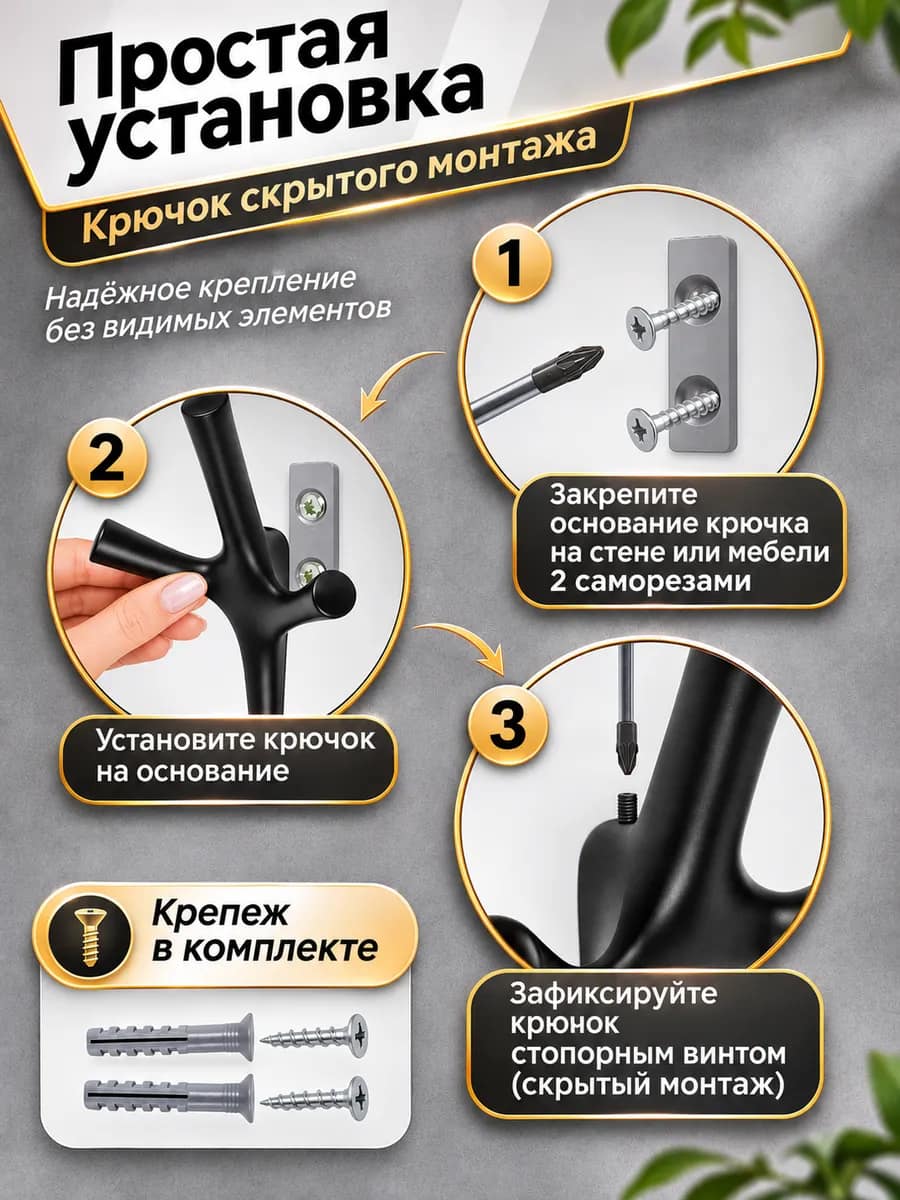 Простая
установка
Крючок скрытого монтажа
Надёжное крепление
без видимых элементов
1
Закрепите
основание крючка
на стене или мебели
2 саморезами
2
Установите крючок
на основание
3
Зафиксируйте
крюнок
стопорным винтом
(скрытый монтаж)
Крепеж
в комплекте